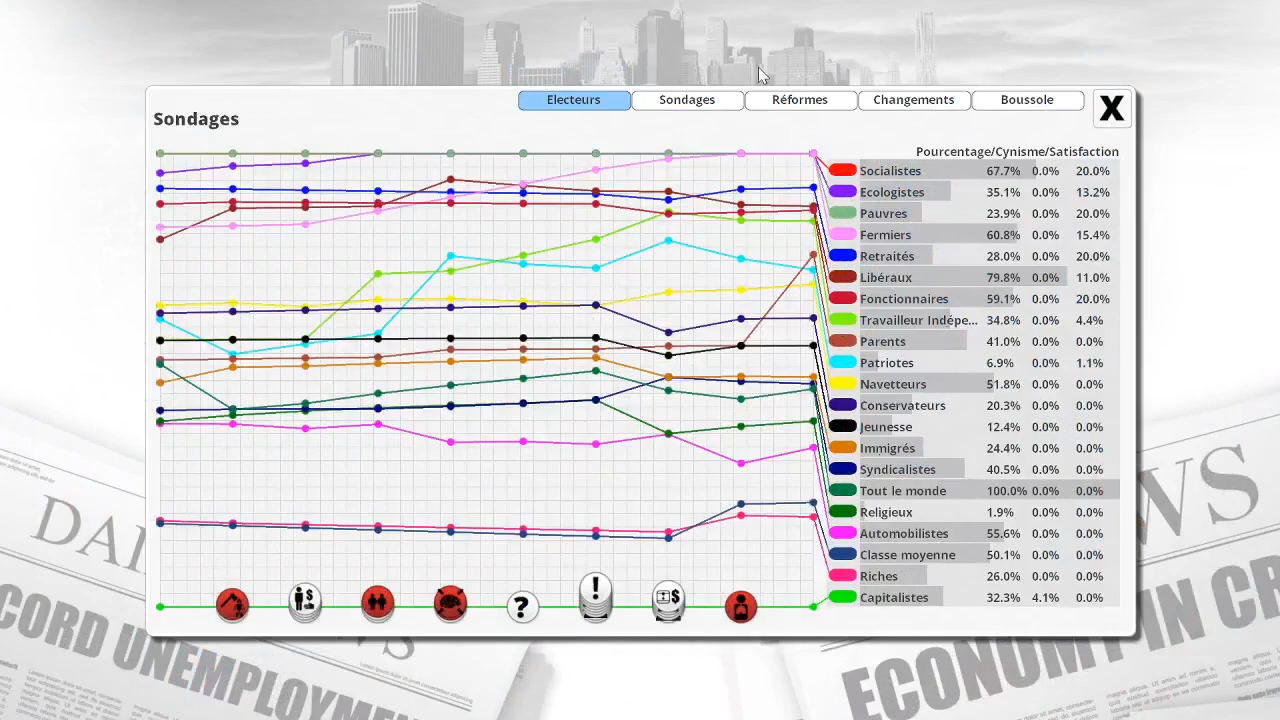 Electeurs Sondages Réformes Changements Boussole X
Sondages
Pourcentage/Cynisme/Satisfaction
Socialistes 67.7% 0.0% 20.0%
Ecologistes 35.1% 0.0% 13.2%
Pauvres 23.9% 0.0% 20.0%
Fermiers 60.8% 0.0% 15.4%
Retraités 28.0% 0.0% 20.0%
Libéraux 79.8% 0.0% 11.0%
Fonctionnaires 59.1% 0.0% 20.0%
Travailleur Indépe... 34.8% 0.0% 4.4%
Parents 41.0% 0.0% 0.0%
Patriotes 6.9% 0.0% 1.1%
Navetteurs 51.8% 0.0% 0.0%
Conservateurs 20.3% 0.0% 0.0%
Jeunesse 12.4% 0.0% 0.0%
Immigrés 24.4% 0.0% 0.0%
Syndicalistes 40.5% 0.0% 0.0%
Tout le monde 100.0% 0.0% 0.0%
Religieux 1.9% 0.0% 0.0%
Automobilistes 55.6% 0.0% 0.0%
Classe moyenne 50.1% 0.0% 0.0%
Riches 26.0% 0.0% 0.0%
Capitalistes 32.3% 4.1% 0.0%
DAI
WS
CORD UNEMPLOYM
ECONOMY IN CR